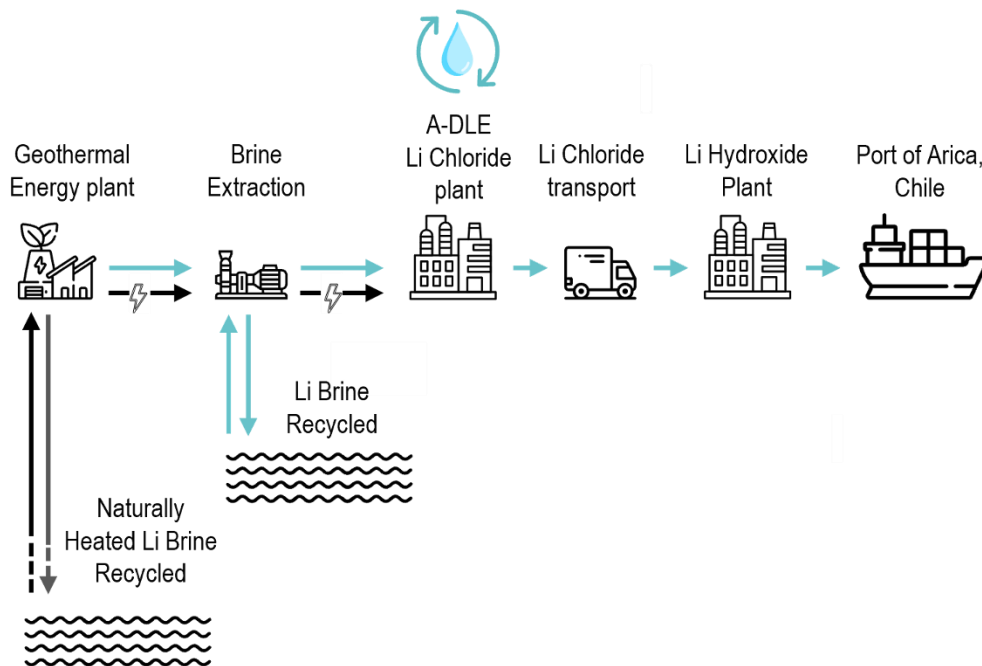 Geothermal
Energy plant
Brine
Extraction
A-DLE
Li Chloride
plant
Li Chloride
transport
Li Hydroxide
Plant
Port of Arica,
Chile
Li Brine
Recycled
Naturally
Heated Li Brine
Recycled